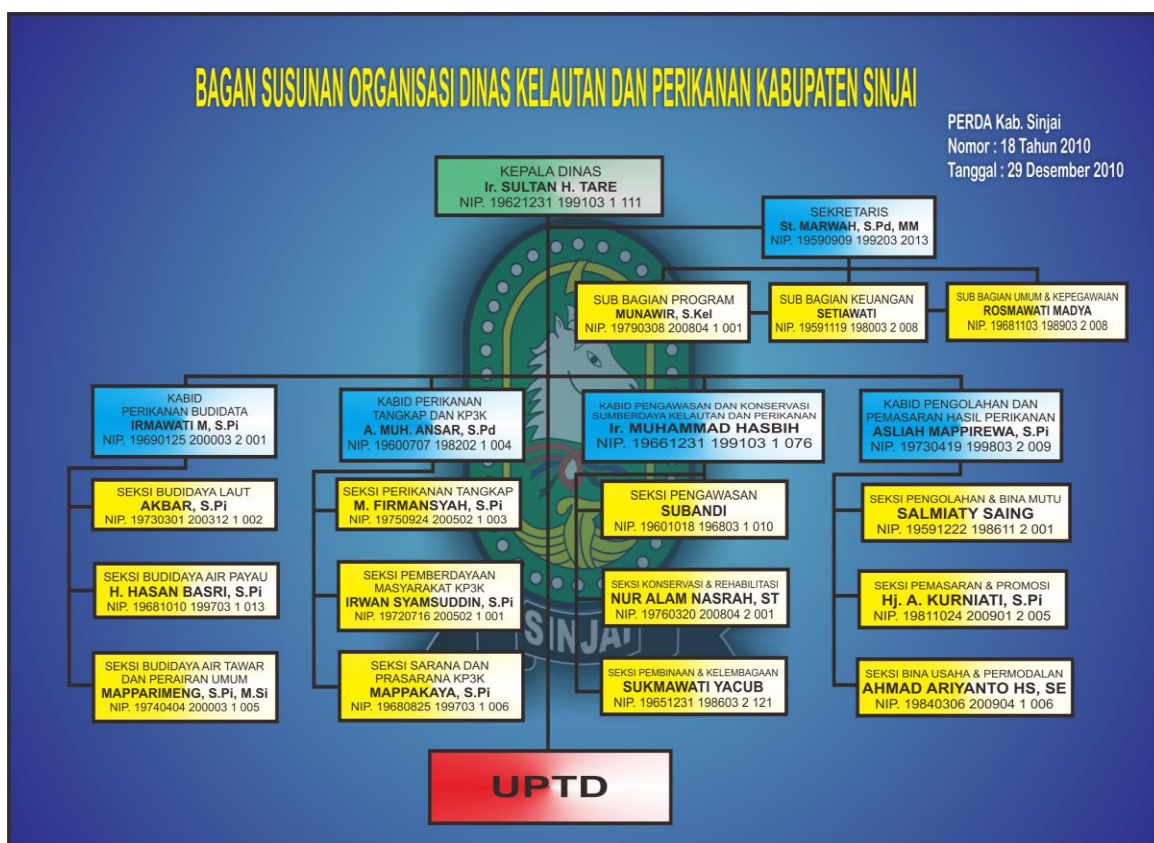 BAGAN SUSUNAN ORGANISASI DINAS KELAUTAN DAN PERIKANAN KABUPATEN SINJAI
PERDA Kab. Sinjai
Nomor : 18 Tahun 2010
Tanggal : 29 Desember 2010
KEPALA DINAS
Ir. SULTAN H. TARE
NIP. 19621231 199103 1 111
SEKRETARIS
St. MARWAH, S.Pd, MM
NIP. 19590909 199203 2013
SUB BAGIAN PROGRAM
MUNAWIR, S.Kel
NIP. 19790308 200804 1 001
SUB BAGIAN KEUANGAN
SETIAWATI
NIP. 19591119 198003 2 008
SUB BAGIAN UMUM & KEPEGAWAIAN
ROSMAWATI MADYA
NIP. 19681103 198903 2 008
KABID
PERIKANAN BUDIDATA
IRMAWATI M, S.Pi
NIP. 19690125 200003 2 001
KABID PERIKANAN
TANGKAP DAN KP3K
A. MUH. ANSAR, S.Pd
NIP. 19600707 198202 1 004
KABID PENGAWASAN DAN KONSERVASI
SUMBERDAYA KELAUTAN DAN PERIKANAN
Ir. MUHAMMAD HASBIH
NIP. 19661231 199103 1 076
KABID PENGOLAHAN DAN
PEMASARAN HASIL PERIKANAN
ASLIAH MAPPIREWA, S.Pi
NIP. 19730419 199803 2 009
SEKSI BUDIDAYA LAUT
AKBAR, S.Pi
NIP. 19730301 200312 1 002
SEKSI PERIKANAN TANGKAP
M. FIRMANSYAH, S.Pi
NIP. 19750924 200502 1 003
SEKSI PENGAWASAN
SUBANDI
NIP. 19601018 196803 1 010
SEKSI PENGOLAHAN & BINA MUTU
SALMIATY SAING
NIP. 19591222 198611 2 001
SEKSI BUDIDAYA AIR PAYAU
H. HASAN BASRI, S.Pi
NIP. 19681010 199703 1 013
SEKSI PEMBERDAYAAN
MASYARAKAT KP3K
IRWAN SYAMSUDDIN, S.Pi
NIP. 19720716 200502 1 001
SEKSI KONSERVASI & REHABILITASI
NUR ALAM NASRAH, ST
NIP. 19760320 200804 2 001
SEKSI PEMASARAN & PROMOSI
Hj. A. KURNIATI, S.Pi
NIP. 19811024 200901 2 005
SINJAI
SEKSI BUDIDAYA AIR TAWAR
DAN PERAIRAN UMUM
MAPPARIMENG, S.Pi, M.Si
NIP. 19740404 200003 1 005
SEKSI SARANA DAN
PRASARANA KP3K
MAPPAKAYA, S.Pi
NIP. 19680825 199703 1 006
SEKSI PEMBINAAN & KELEMBAGAAN
SUKMAWATI YACUB
NIP. 19651231 198603 2 121
SEKSI BINA USAHA & PERMODALAN
AHMAD ARIYANTO HS, SE
NIP. 19840306 200904 1 006
UPTD